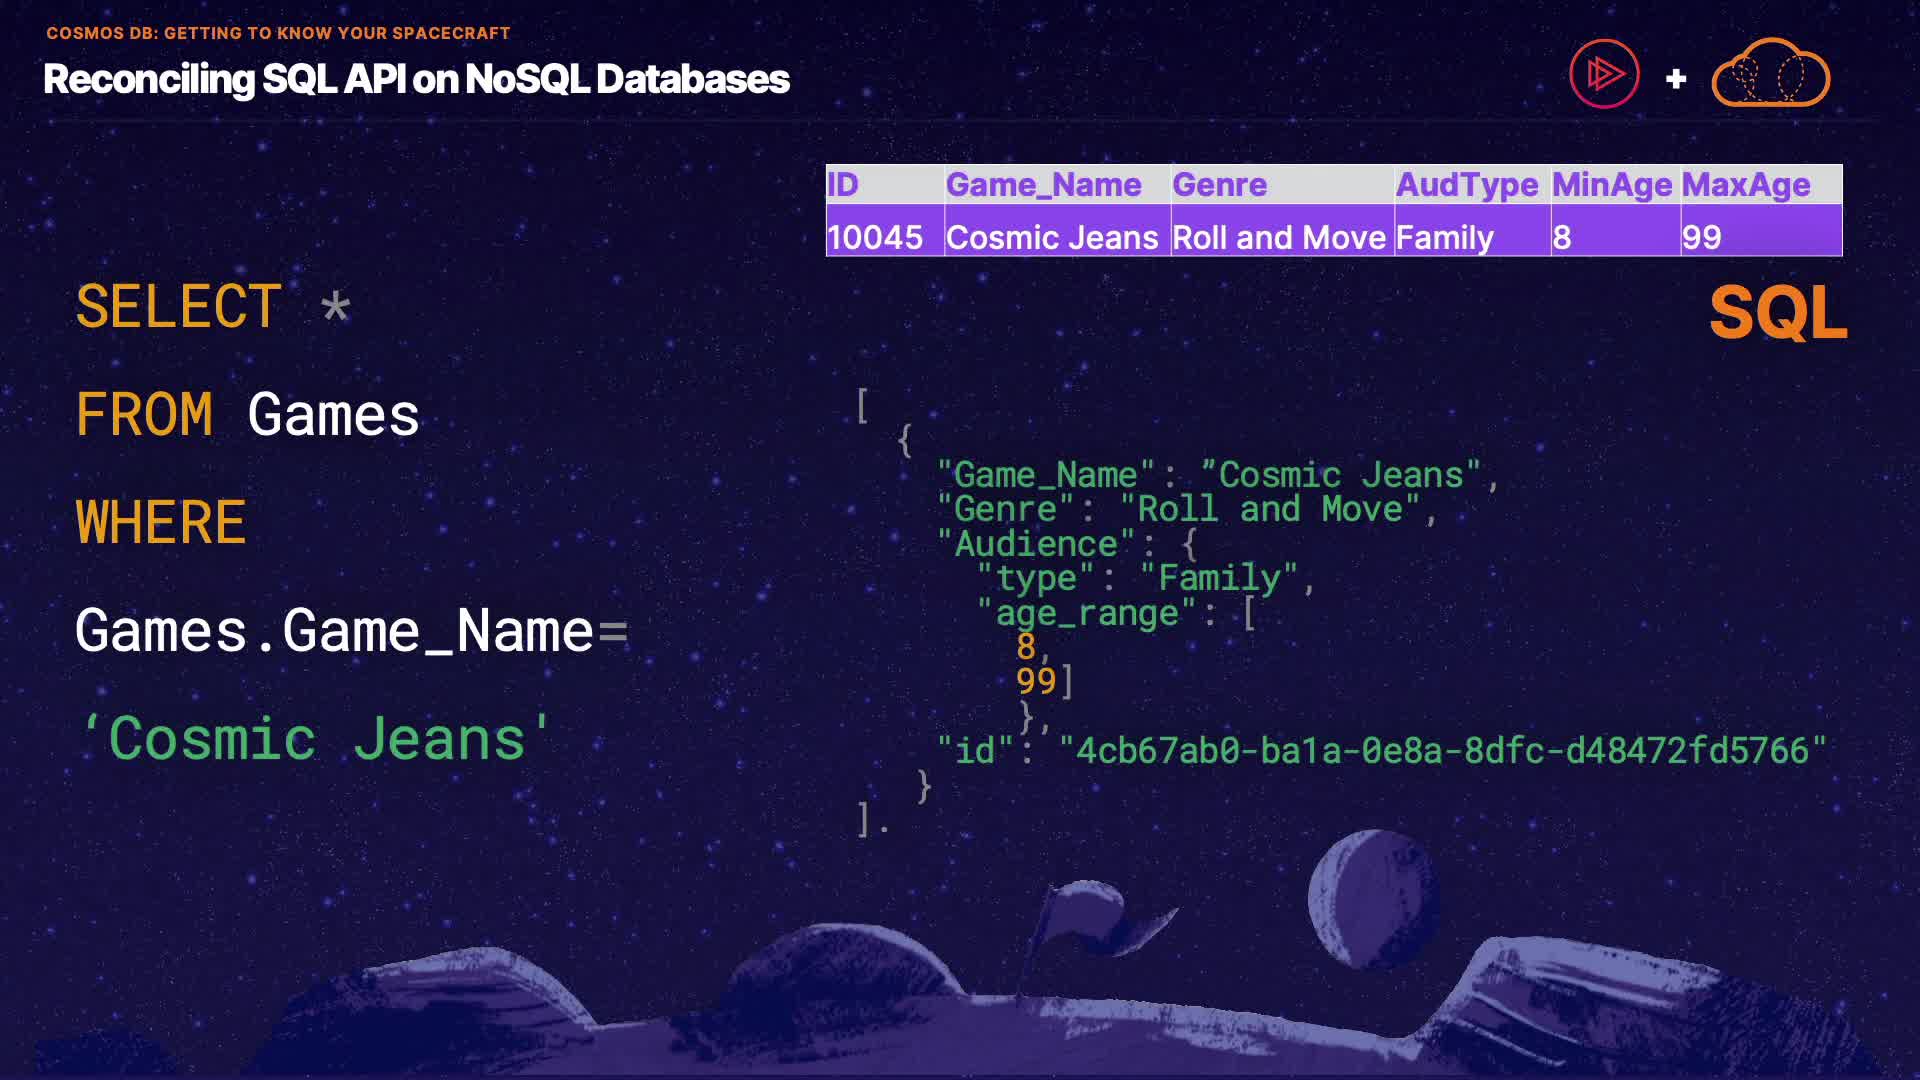 COSMOS DB: GETTING TO KNOW YOUR SPACECRAFT
Reconciling SQL API on NoSQL Databases
+
ID Game_Name Genre AudType MinAge MaxAge
10045 Cosmic Jeans Roll and Move Family 8 99
SQL
SELECT *
FROM Games
WHERE
Games.Game_Name=
‘Cosmic Jeans'
[
{
"Game_Name": ”Cosmic Jeans",
"Genre": "Roll and Move",
"Audience": {
"type": "Family",
"age_range": [
8,
99]
},
"id": "4cb67ab0-ba1a-0e8a-8dfc-d48472fd5766"
}
].